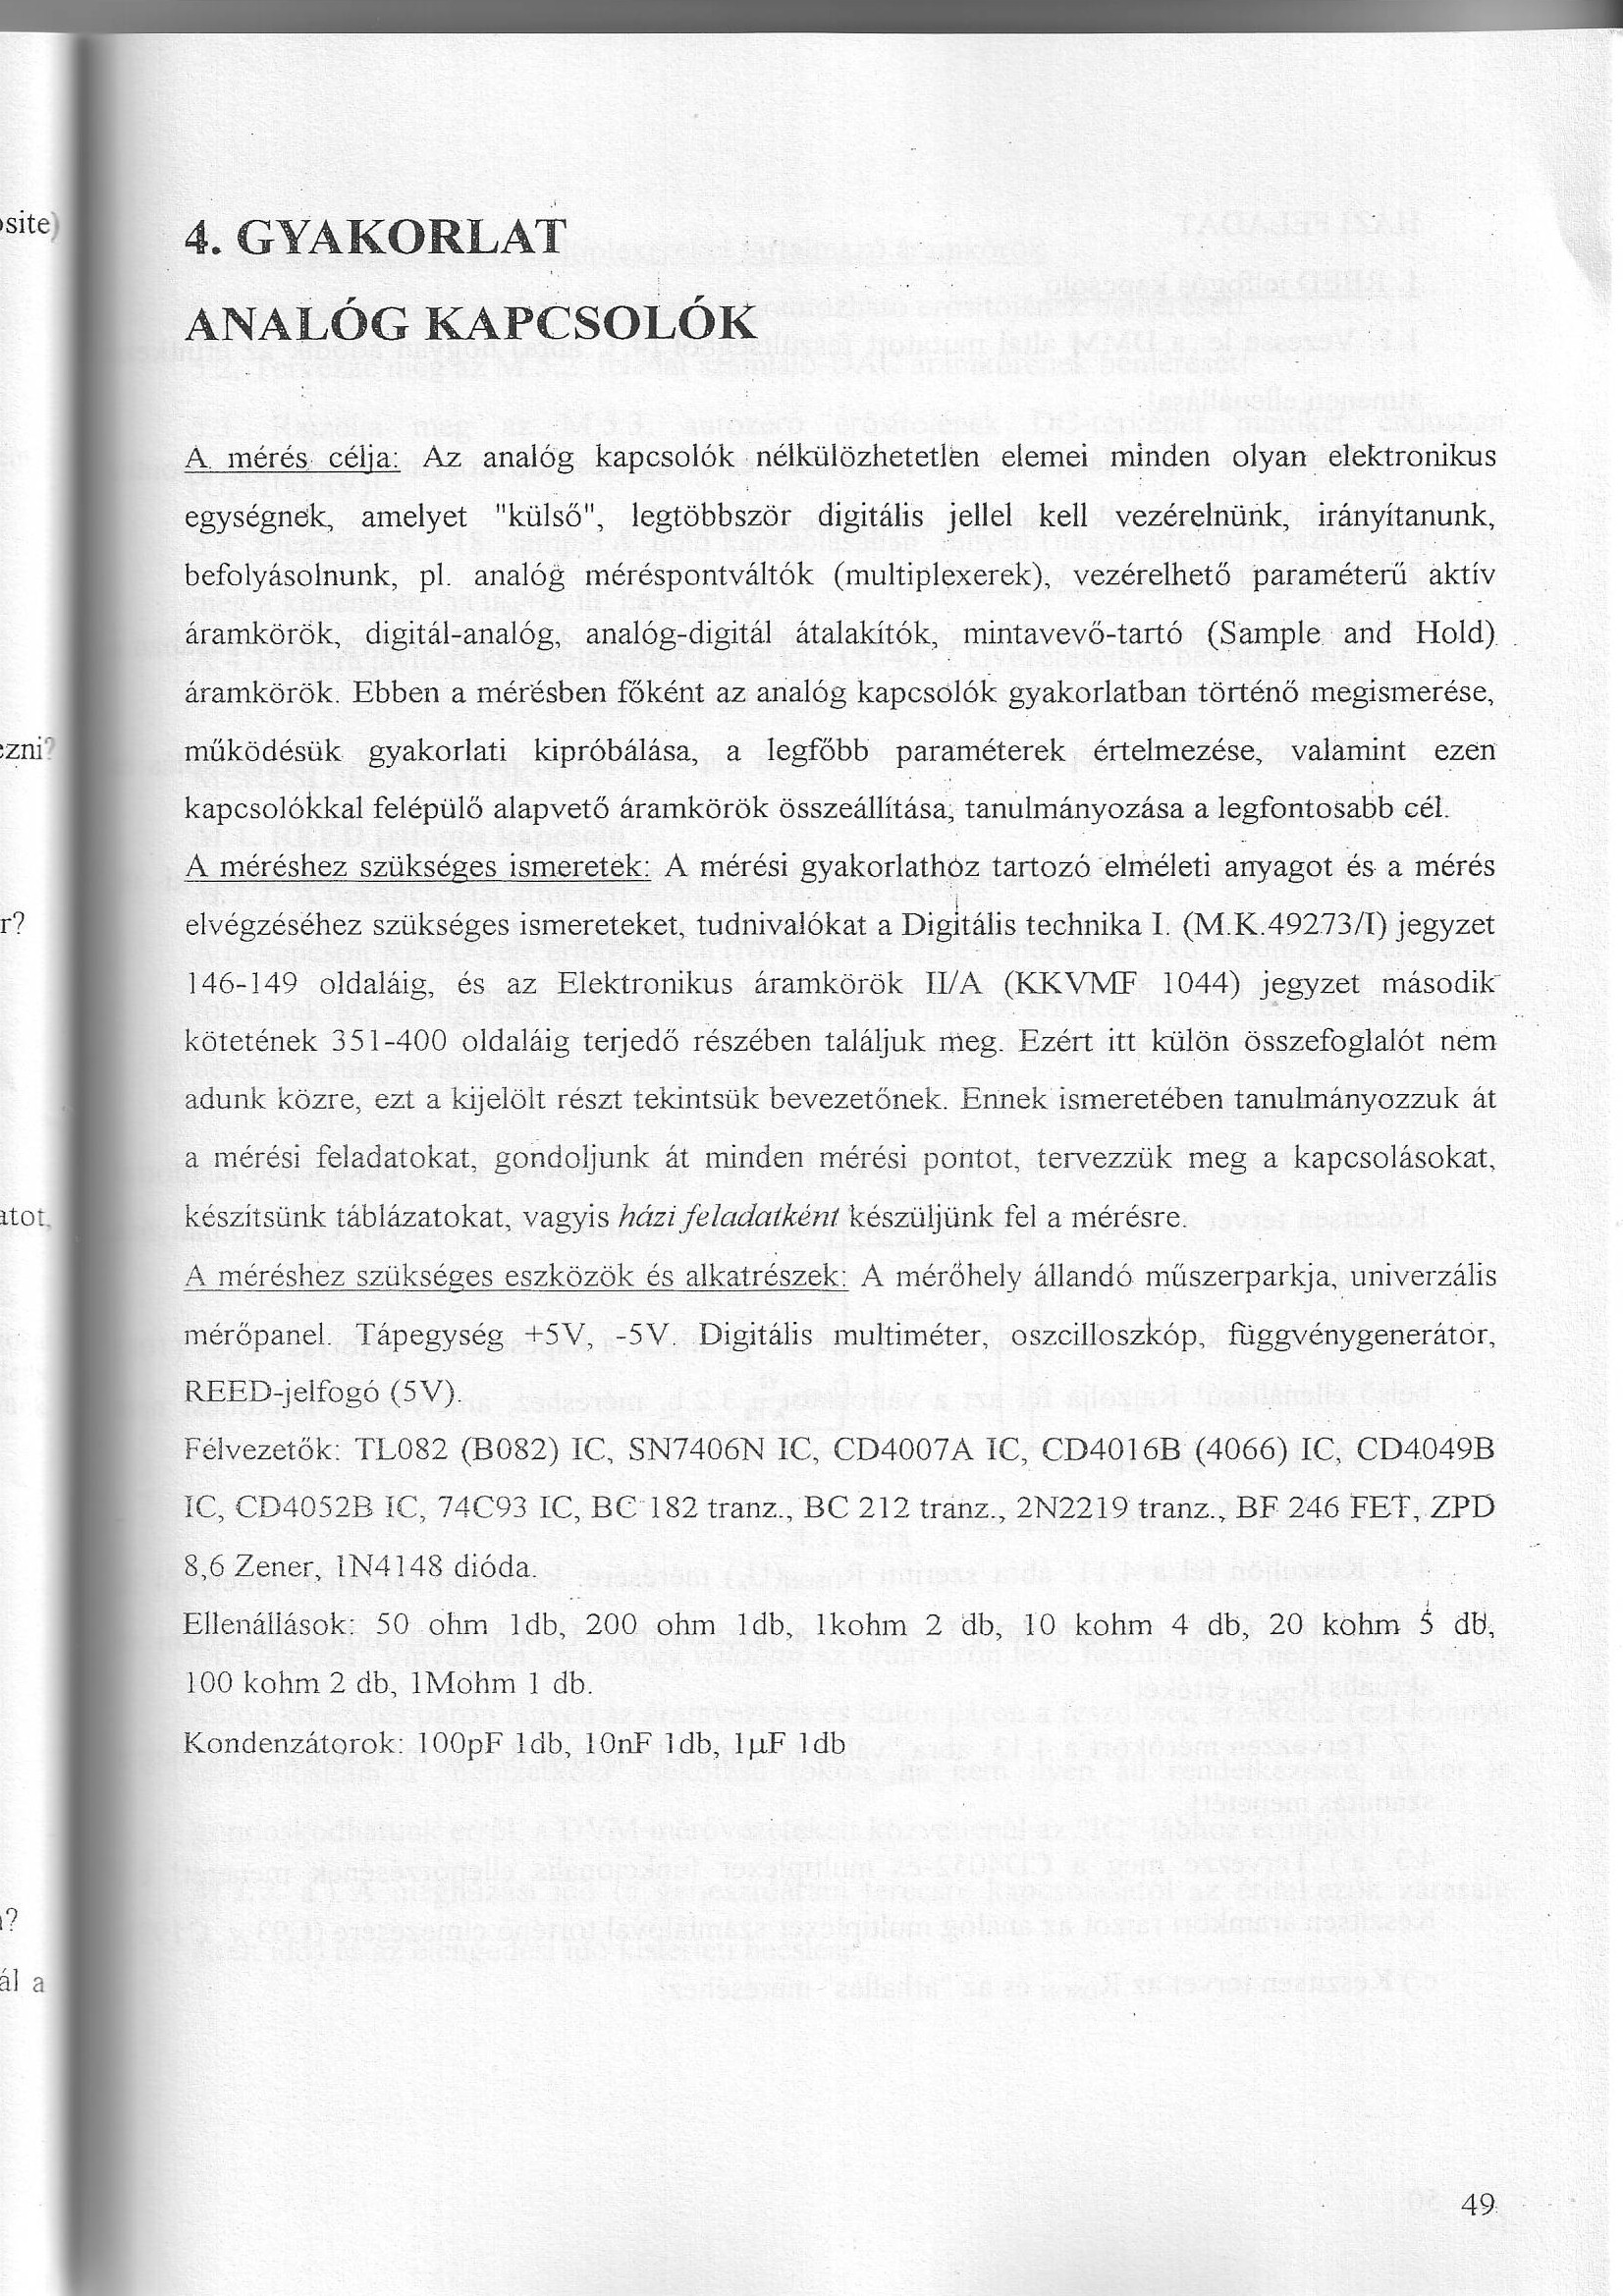 4. GYAKORLAT
ANALÓG KAPCSOLÓK
A mérés célja: Az analóg kapcsolók nélkülözhetetlen elemei minden olyan elektronikus
egységnek, amelyet "külső", legtöbbször digitális jellel kell vezérelnünk, irányítanunk,
befolyásolnunk, pl. analóg méréspontváltók (multiplexerek), vezérelhető paraméterű aktív
áramkörök, digitál-analóg, analóg-digitál átalakítók, mintavevő-tartó (Sample and Hold)
áramkörök. Ebben a mérésben főként az analóg kapcsolók gyakorlatban történő megismerése,
működésük gyakorlati kipróbálása, a legfőbb paraméterek értelmezése, valamint ezen
kapcsolókkal felépülő alapvető áramkörök összeállítása, tanulmányozása a legfontosabb cél.
A méréshez szükséges ismeretek: A mérési gyakorlathoz tartozó elméleti anyagot és a mérés
elvégzéséhez szükséges ismereteket, tudnivalókat a Digitális technika I. (M.K.49273/I) jegyzet
146-149 oldaláig, és az Elektronikus áramkörök II/A (KKVMF 1044) jegyzet második
kötetének 351-400 oldaláig terjedő részében találjuk meg. Ezért itt külön összefoglalót nem
adunk közre, ezt a kijelölt részt tekintsük bevezetőnek. Ennek ismeretében tanulmányozzuk át
a mérési feladatokat, gondoljunk át minden mérési pontot, tervezzük meg a kapcsolásokat,
készítsünk táblázatokat, vagyis házi feladatként készüljünk fel a mérésre.
A méréshez szükséges eszközök és alkatrészek: A mérőhely állandó műszerparkja, univerzális
mérőpanel. Tápegység +5V, -5V. Digitális multiméter, oszcilloszkóp, függvénygenerátor,
REED-jelfogó (5V).
Félvezetők: TL082 (B082) IC, SN7406N IC, CD4007A IC, CD4016B (4066) IC, CD4049B
IC, CD4052B IC, 74C93 IC, BC 182 tranz., BC 212 tranz., 2N2219 tranz., BF 246 FET, ZPD
8,6 Zener, 1N4148 dióda.
Ellenállások: 50 ohm 1db, 200 ohm 1db, 1kohm 2 db, 10 kohm 4 db, 20 kohm 5 db,
100 kohm 2 db, 1Mohm 1 db.
Kondenzátorok: 100pF 1db, 10nF 1db, 1µF 1db
49